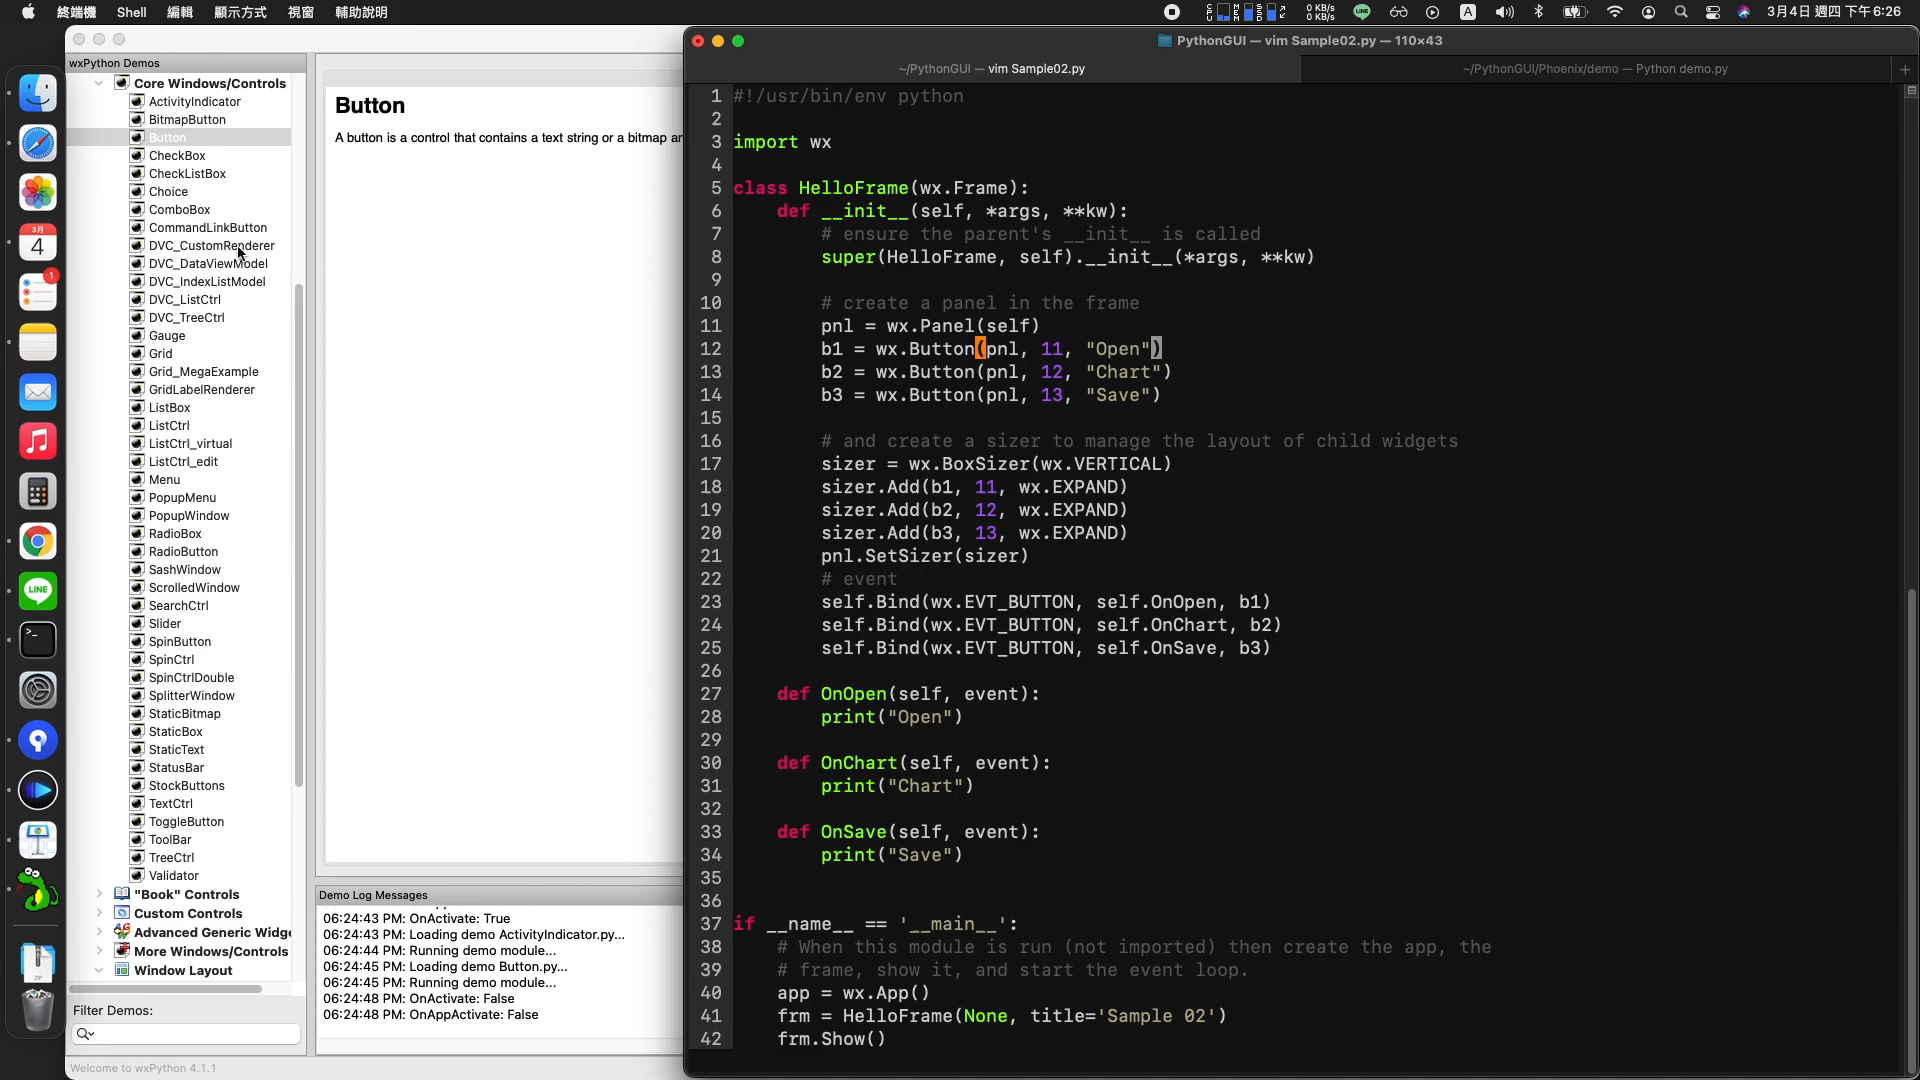 終端機 Shell 編輯 顯示方式 視窗 輔助說明
0 KB/s
0 KB/s
LINE
A
3月4日 週四 下午6:26
3月
4
1
LINE
ZIP
wxPython Demos
Core Windows/Controls
ActivityIndicator
BitmapButton
Button
CheckBox
CheckListBox
Choice
ComboBox
CommandLinkButton
DVC_CustomRenderer
DVC_DataViewModel
DVC_IndexListModel
DVC_ListCtrl
DVC_TreeCtrl
Gauge
Grid
Grid_MegaExample
GridLabelRenderer
ListBox
ListCtrl
ListCtrl_virtual
ListCtrl_edit
Menu
PopupMenu
PopupWindow
RadioBox
RadioButton
SashWindow
ScrolledWindow
SearchCtrl
Slider
SpinButton
SpinCtrl
SpinCtrlDouble
SplitterWindow
StaticBitmap
StaticBox
StaticText
StatusBar
StockButtons
TextCtrl
ToggleButton
ToolBar
TreeCtrl
Validator
"Book" Controls
Custom Controls
Advanced Generic Widge
More Windows/Controls
Window Layout
Filter Demos:
Welcome to wxPython 4.1.1
Button
A button is a control that contains a text string or a bitmap an
Demo Log Messages
06:24:43 PM: OnActivate: True
06:24:43 PM: Loading demo ActivityIndicator.py...
06:24:44 PM: Running demo module...
06:24:45 PM: Loading demo Button.py...
06:24:45 PM: Running demo module...
06:24:48 PM: OnActivate: False
06:24:48 PM: OnAppActivate: False
PythonGUI — vim Sample02.py — 110×43
~/PythonGUI — vim Sample02.py
~/PythonGUI/Phoenix/demo — Python demo.py
1 #!/usr/bin/env python
2
3 import wx
4
5 class HelloFrame(wx.Frame):
6     def __init__(self, *args, **kw):
7         # ensure the parent's __init__ is called
8         super(HelloFrame, self).__init__(*args, **kw)
9
10         # create a panel in the frame
11         pnl = wx.Panel(self)
12         b1 = wx.Button(pnl, 11, "Open")
13         b2 = wx.Button(pnl, 12, "Chart")
14         b3 = wx.Button(pnl, 13, "Save")
15
16         # and create a sizer to manage the layout of child widgets
17         sizer = wx.BoxSizer(wx.VERTICAL)
18         sizer.Add(b1, 11, wx.EXPAND)
19         sizer.Add(b2, 12, wx.EXPAND)
20         sizer.Add(b3, 13, wx.EXPAND)
21         pnl.SetSizer(sizer)
22         # event
23         self.Bind(wx.EVT_BUTTON, self.OnOpen, b1)
24         self.Bind(wx.EVT_BUTTON, self.OnChart, b2)
25         self.Bind(wx.EVT_BUTTON, self.OnSave, b3)
26
27     def OnOpen(self, event):
28         print("Open")
29
30     def OnChart(self, event):
31         print("Chart")
32
33     def OnSave(self, event):
34         print("Save")
35
36
37 if __name__ == '__main__':
38     # When this module is run (not imported) then create the app, the
39     # frame, show it, and start the event loop.
40     app = wx.App()
41     frm = HelloFrame(None, title='Sample 02')
42     frm.Show()